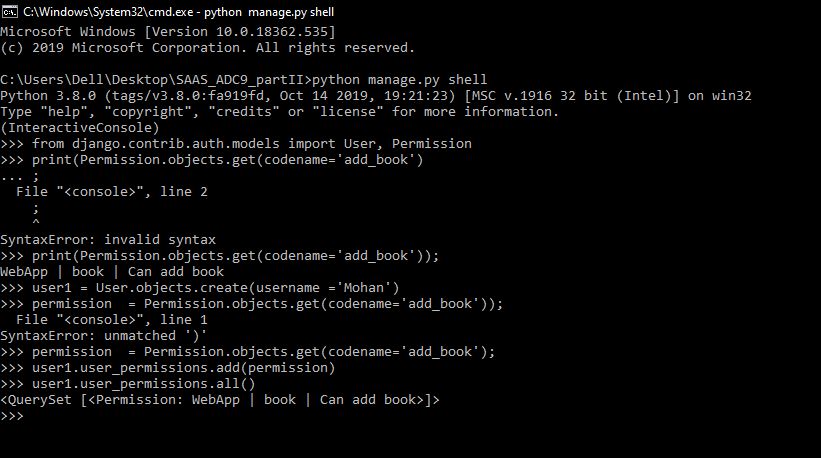 C:\Windows\System32\cmd.exe - python manage.py shell
Microsoft Windows [Version 10.0.18362.535]
(c) 2019 Microsoft Corporation. All rights reserved.
C:\Users\Dell\Desktop\SAAS_ADC9_partII>python manage.py shell
Python 3.8.0 (tags/v3.8.0:fa919fd, Oct 14 2019, 19:21:23) [MSC v.1916 32 bit (Intel)] on win32
Type "help", "copyright", "credits" or "license" for more information.
(InteractiveConsole)
>>> from django.contrib.auth.models import User, Permission
>>> print(Permission.objects.get(codename='add_book')
... ;
  File "<console>", line 2
    ;
    ^
SyntaxError: invalid syntax
>>> print(Permission.objects.get(codename='add_book'));
WebApp | book | Can add book
>>> user1 = User.objects.create(username ='Mohan')
>>> permission  = Permission.objects.get(codename='add_book'));
  File "<console>", line 1
SyntaxError: unmatched ')'
>>> permission  = Permission.objects.get(codename='add_book');
>>> user1.user_permissions.add(permission)
>>> user1.user_permissions.all()
<QuerySet [<Permission: WebApp | book | Can add book>]>
>>>